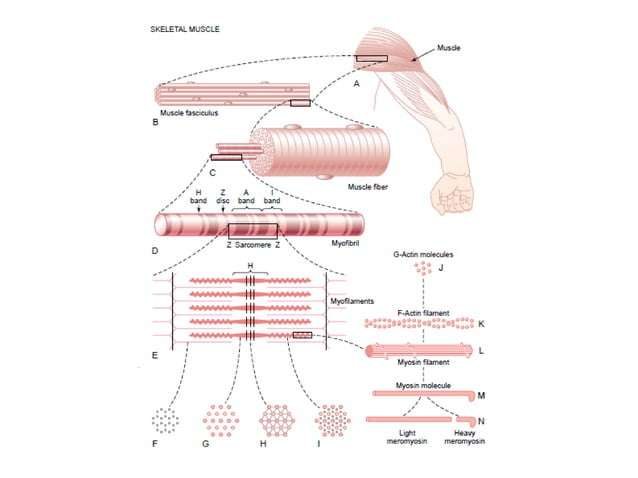 SKELETAL MUSCLE
Muscle
A
Muscle fasciculus
B
C
Muscle fiber
H band
Z disc
A band
I band
D
Z Sarcomere Z
Myofibril
G-Actin molecules
J
H
Myofilaments
F-Actin filament
K
E
L
Myosin filament
Myosin molecule
M
N
Light meromyosin
Heavy meromyosin
F
G
H
I